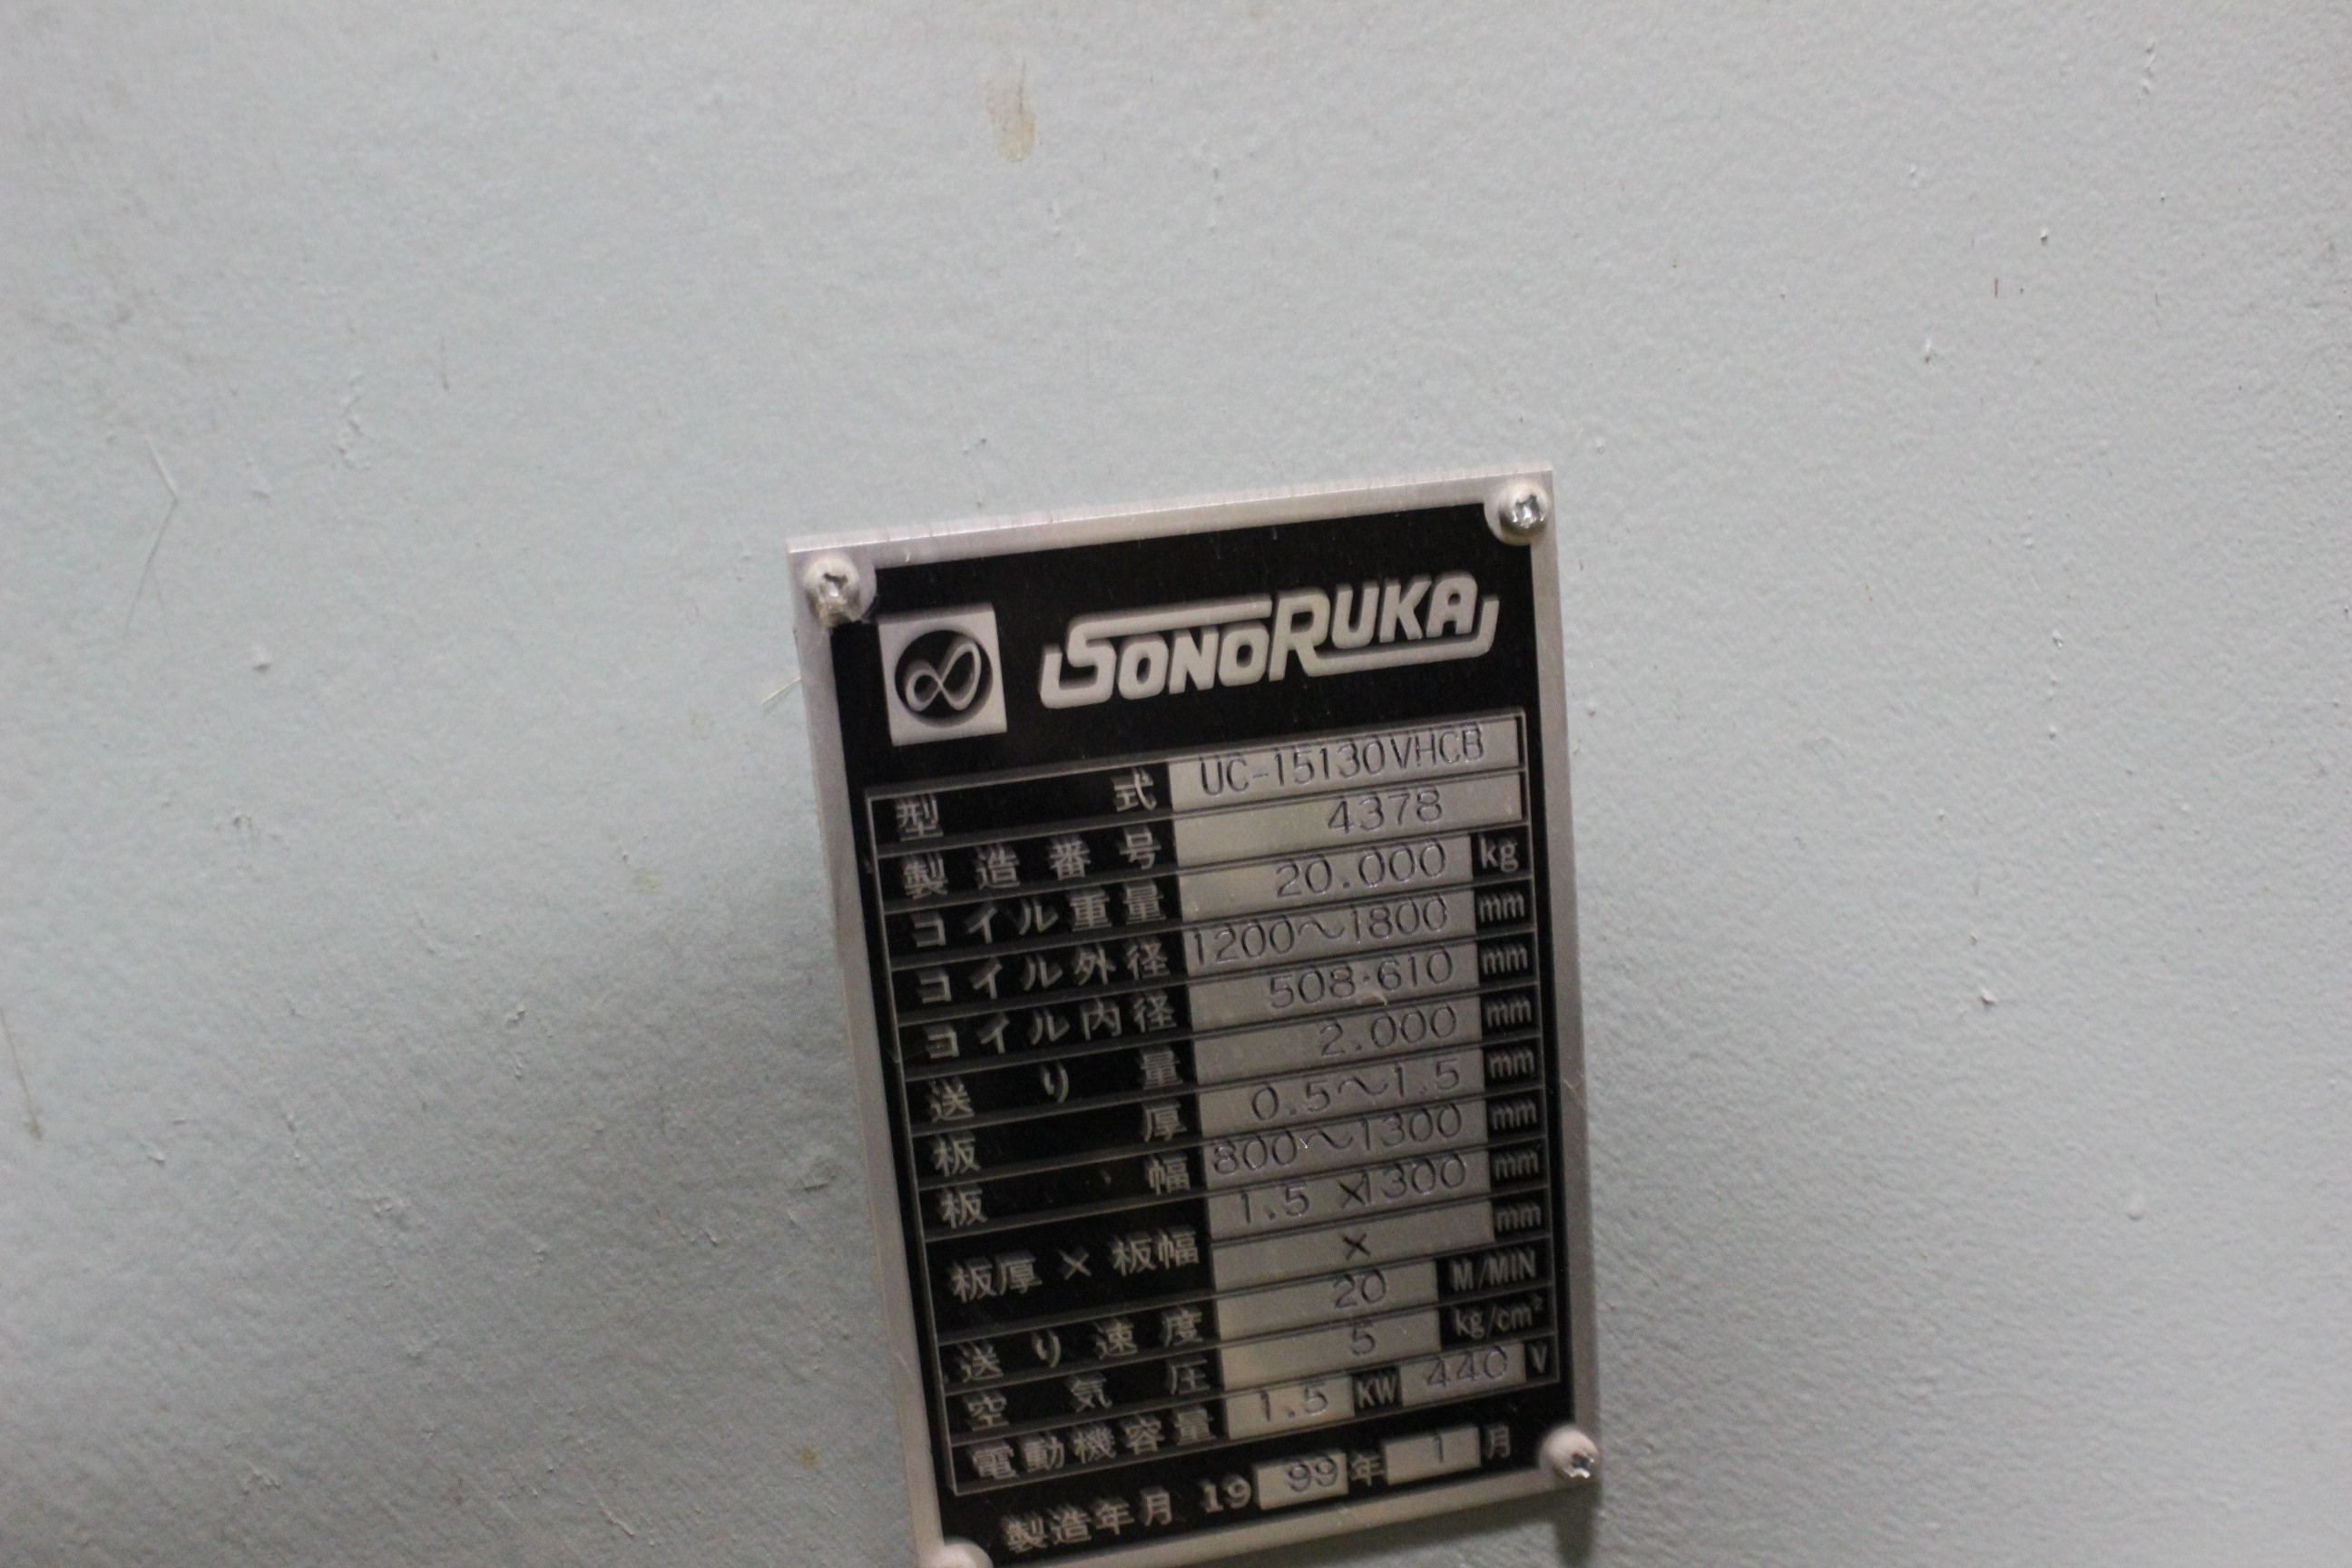 SONORUKA
型式 UC-15130VHCB
製造番号 4378
コイル重量 20.000 kg
コイル外径 1200～1800 mm
コイル内径 508・610 mm
送り量 2.000 mm
板厚 0.5～1.5 mm
板幅 800～1300 mm
板厚×板幅 1.5 ×1300 mm
× mm
送り速度 20 M/MIN
空気圧 5 kg/cm²
電動機容量 1.5 KW 440 V
製造年月 1999年1月